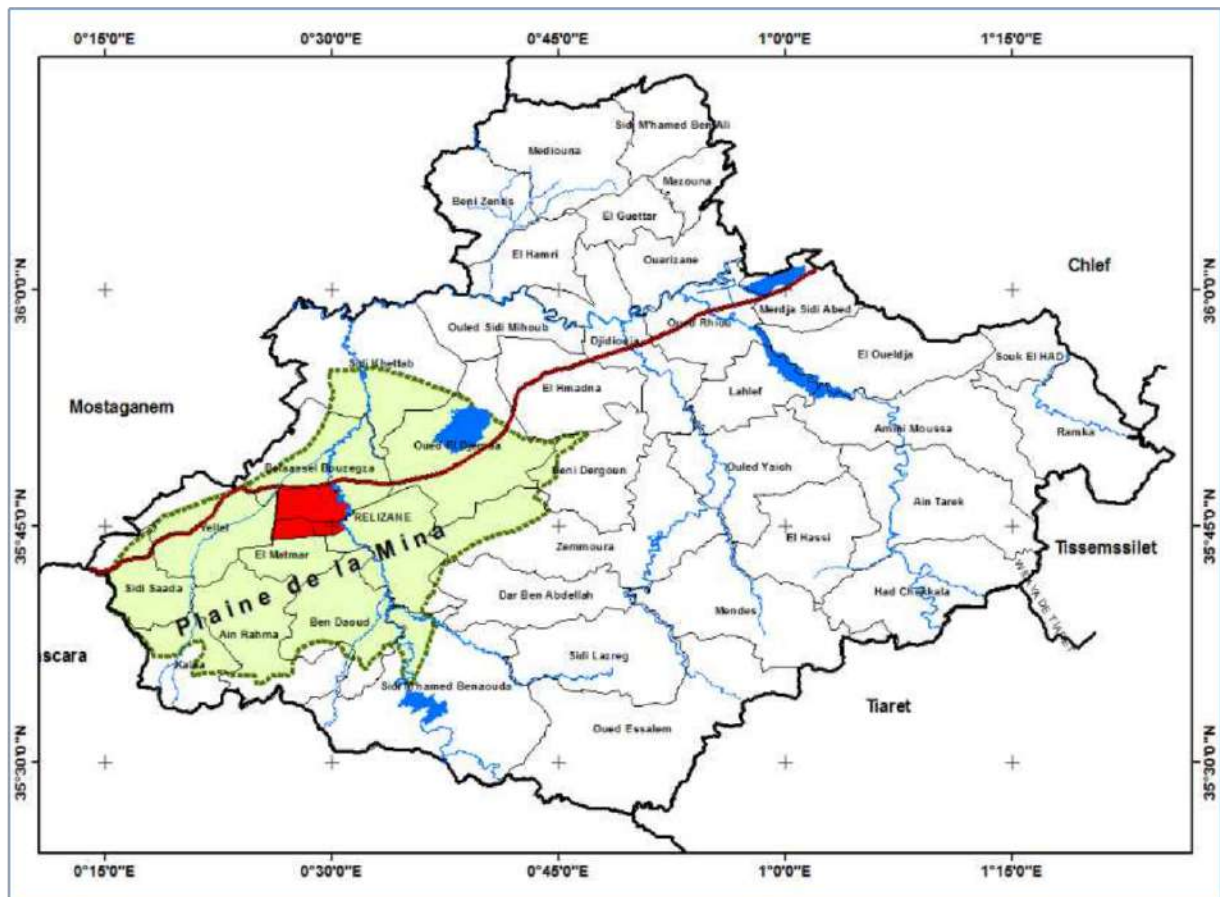 0°15'0"E 0°30'0"E 0°45'0"E 1°0'0"E 1°15'0"E
Sidi M'hamed Ben Ali
Mediouna
Mazouna
Beni Zentis
El Guettar
El Hamri
Ouarizane
Chlef
36°0'0"N 36°0'0"N
Merdja Sidi Abed
Ouled Sidi Mihoub
Oued Rhiou
Djidiouia
El Oueldja
Souk El HAD
Sidi Khettab
El Hmadna
Lahlef
Mostaganem
Ammi Moussa
Ramka
Oued El Djemaa
Belaassel Bouzegza
Beni Dergoun
Ouled Yaich
Ain Tarek
35°45'0"N 35°45'0"N
Yellel
RELIZANE
El Matmar
El Hassi
Zemmoura
Tissemssilet
Sidi Saada
Plaine de la Mina
Dar Ben Abdellah
Had Chekkala
WILAYA DE TIARET
Mendes
Ben Daoud
Ain Rahma
ascara
Kalaa
Sidi Lazreg
Sidi M'hamed Benaouda
Tiaret
Oued Essalem
35°30'0"N 35°30'0"N
0°15'0"E 0°30'0"E 0°45'0"E 1°0'0"E 1°15'0"E